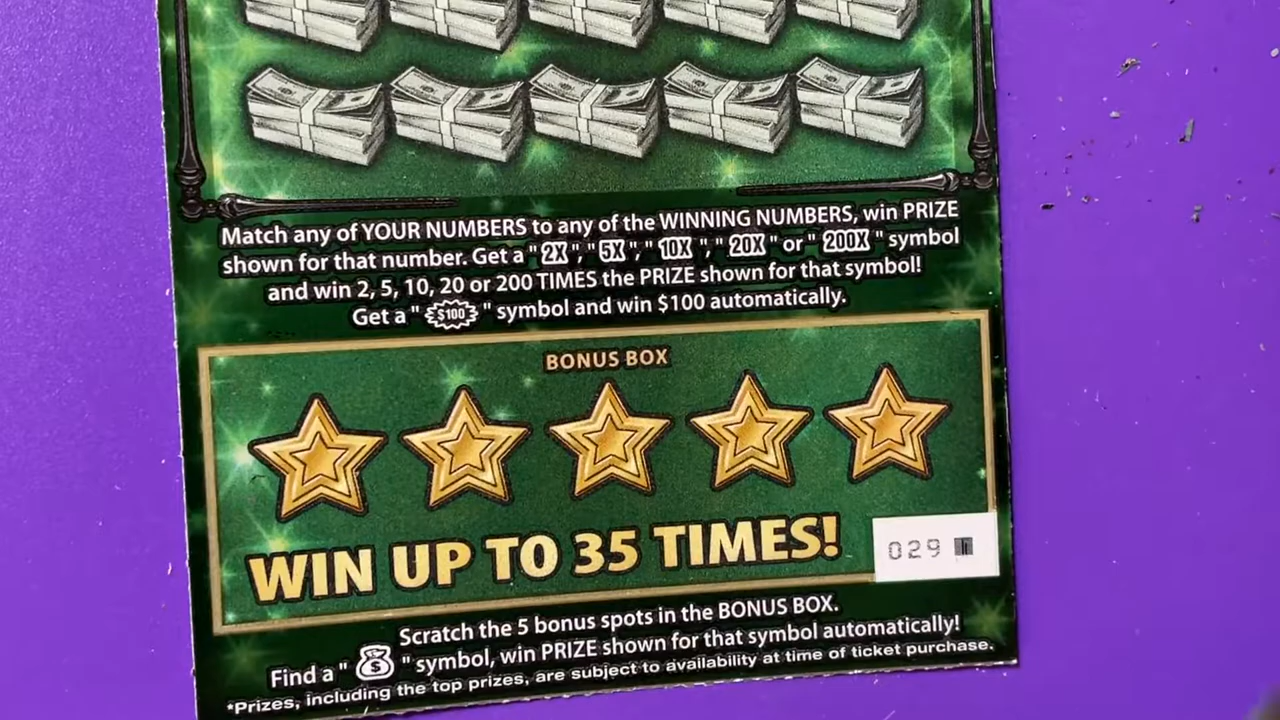 Match any of YOUR NUMBERS to any of the WINNING NUMBERS, win PRIZE
shown for that number. Get a "2X", "5X", "10X", "20X" or "200X" symbol
and win 2, 5, 10, 20 or 200 TIMES the PRIZE shown for that symbol!
Get a "$100" symbol and win $100 automatically.
BONUS BOX
WIN UP TO 35 TIMES!
029
Scratch the 5 bonus spots in the BONUS BOX.
Find a "$" symbol, win PRIZE shown for that symbol automatically!
*Prizes, including the top prizes, are subject to availability at time of ticket purchase.